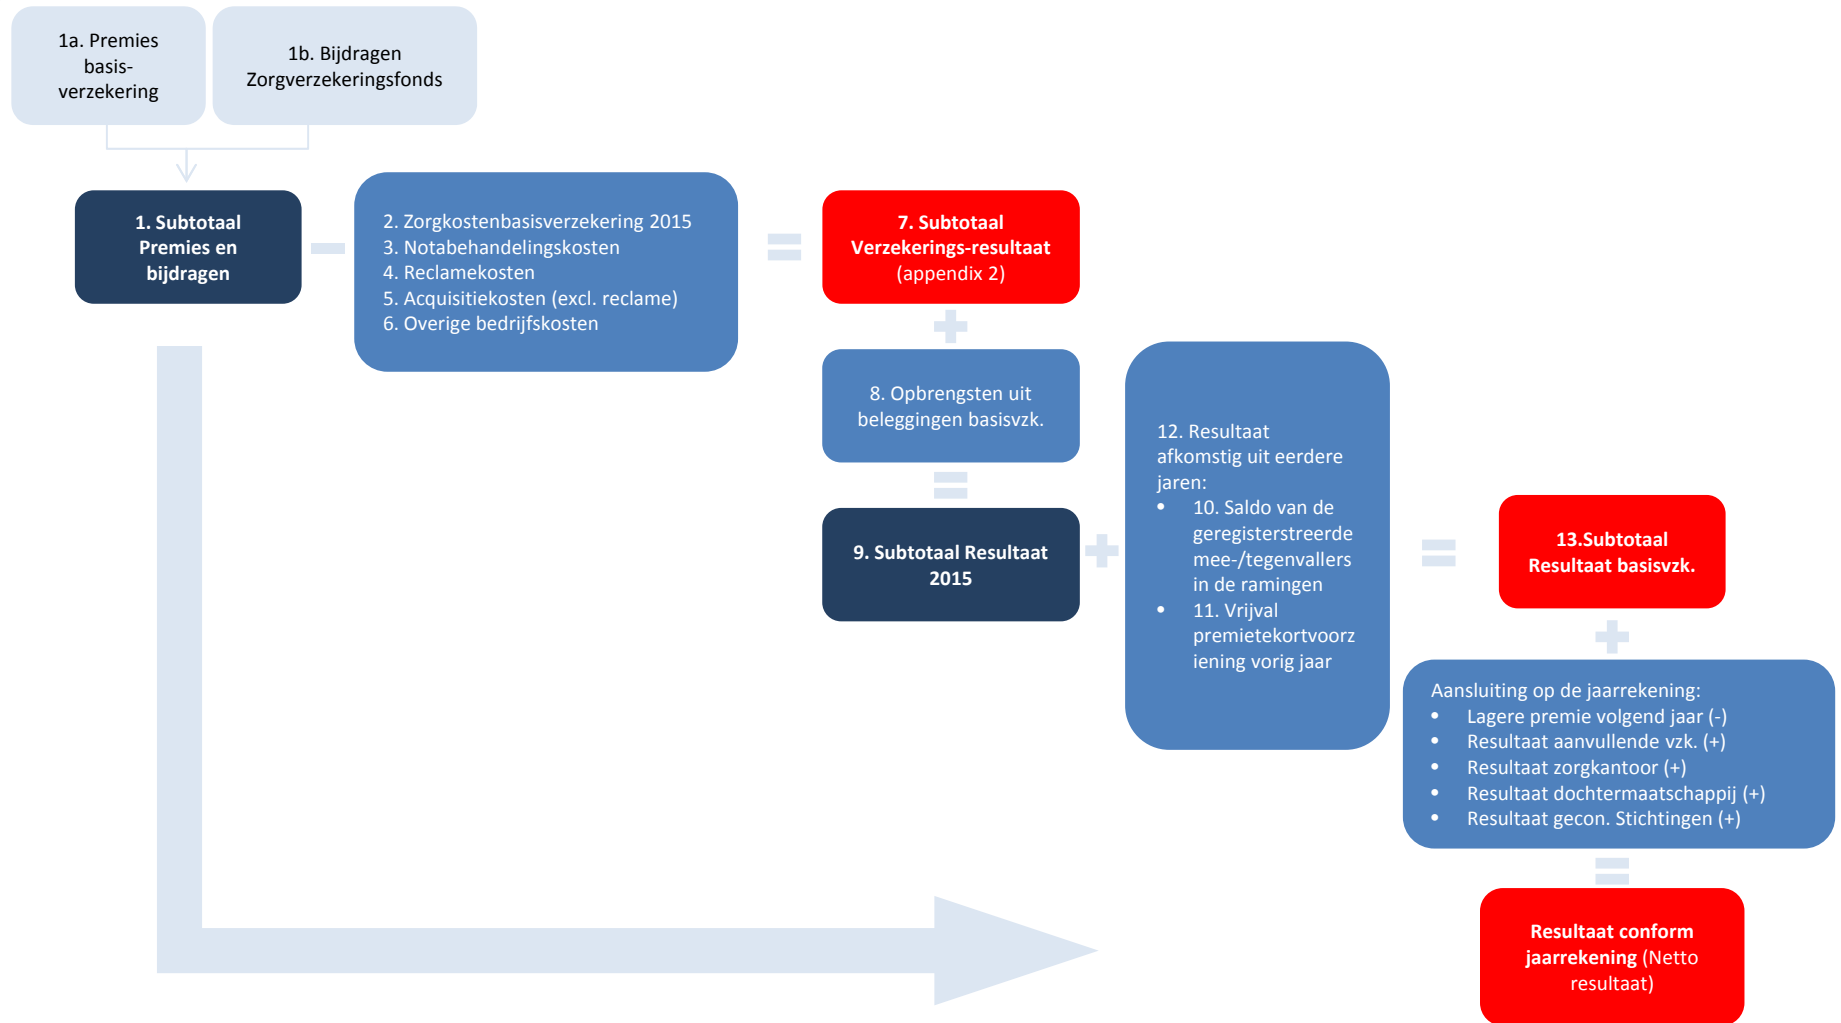 1a. Premies
basis-
verzekering
1b. Bijdragen
Zorgverzekeringsfonds
1. Subtotaal
Premies en
bijdragen
2. Zorgkostenbasisverzekering 2015
3. Notabehandelingskosten
4. Reclamekosten
5. Acquisitiekosten (excl. reclame)
6. Overige bedrijfskosten
7. Subtotaal
Verzekerings-resultaat
(appendix 2)
8. Opbrengsten uit
beleggingen basisvzk.
9. Subtotaal Resultaat
2015
12. Resultaat
afkomstig uit eerdere
jaren:
• 10. Saldo van de
geregisterstreerde
mee-/tegenvallers
in de ramingen
• 11. Vrijval
premietekortvoorz
iening vorig jaar
13.Subtotaal
Resultaat basisvzk.
Aansluiting op de jaarrekening:
• Lagere premie volgend jaar (-)
• Resultaat aanvullende vzk. (+)
• Resultaat zorgkantoor (+)
• Resultaat dochtermaatschappij (+)
• Resultaat gecon. Stichtingen (+)
Resultaat conform
jaarrekening (Netto
resultaat)